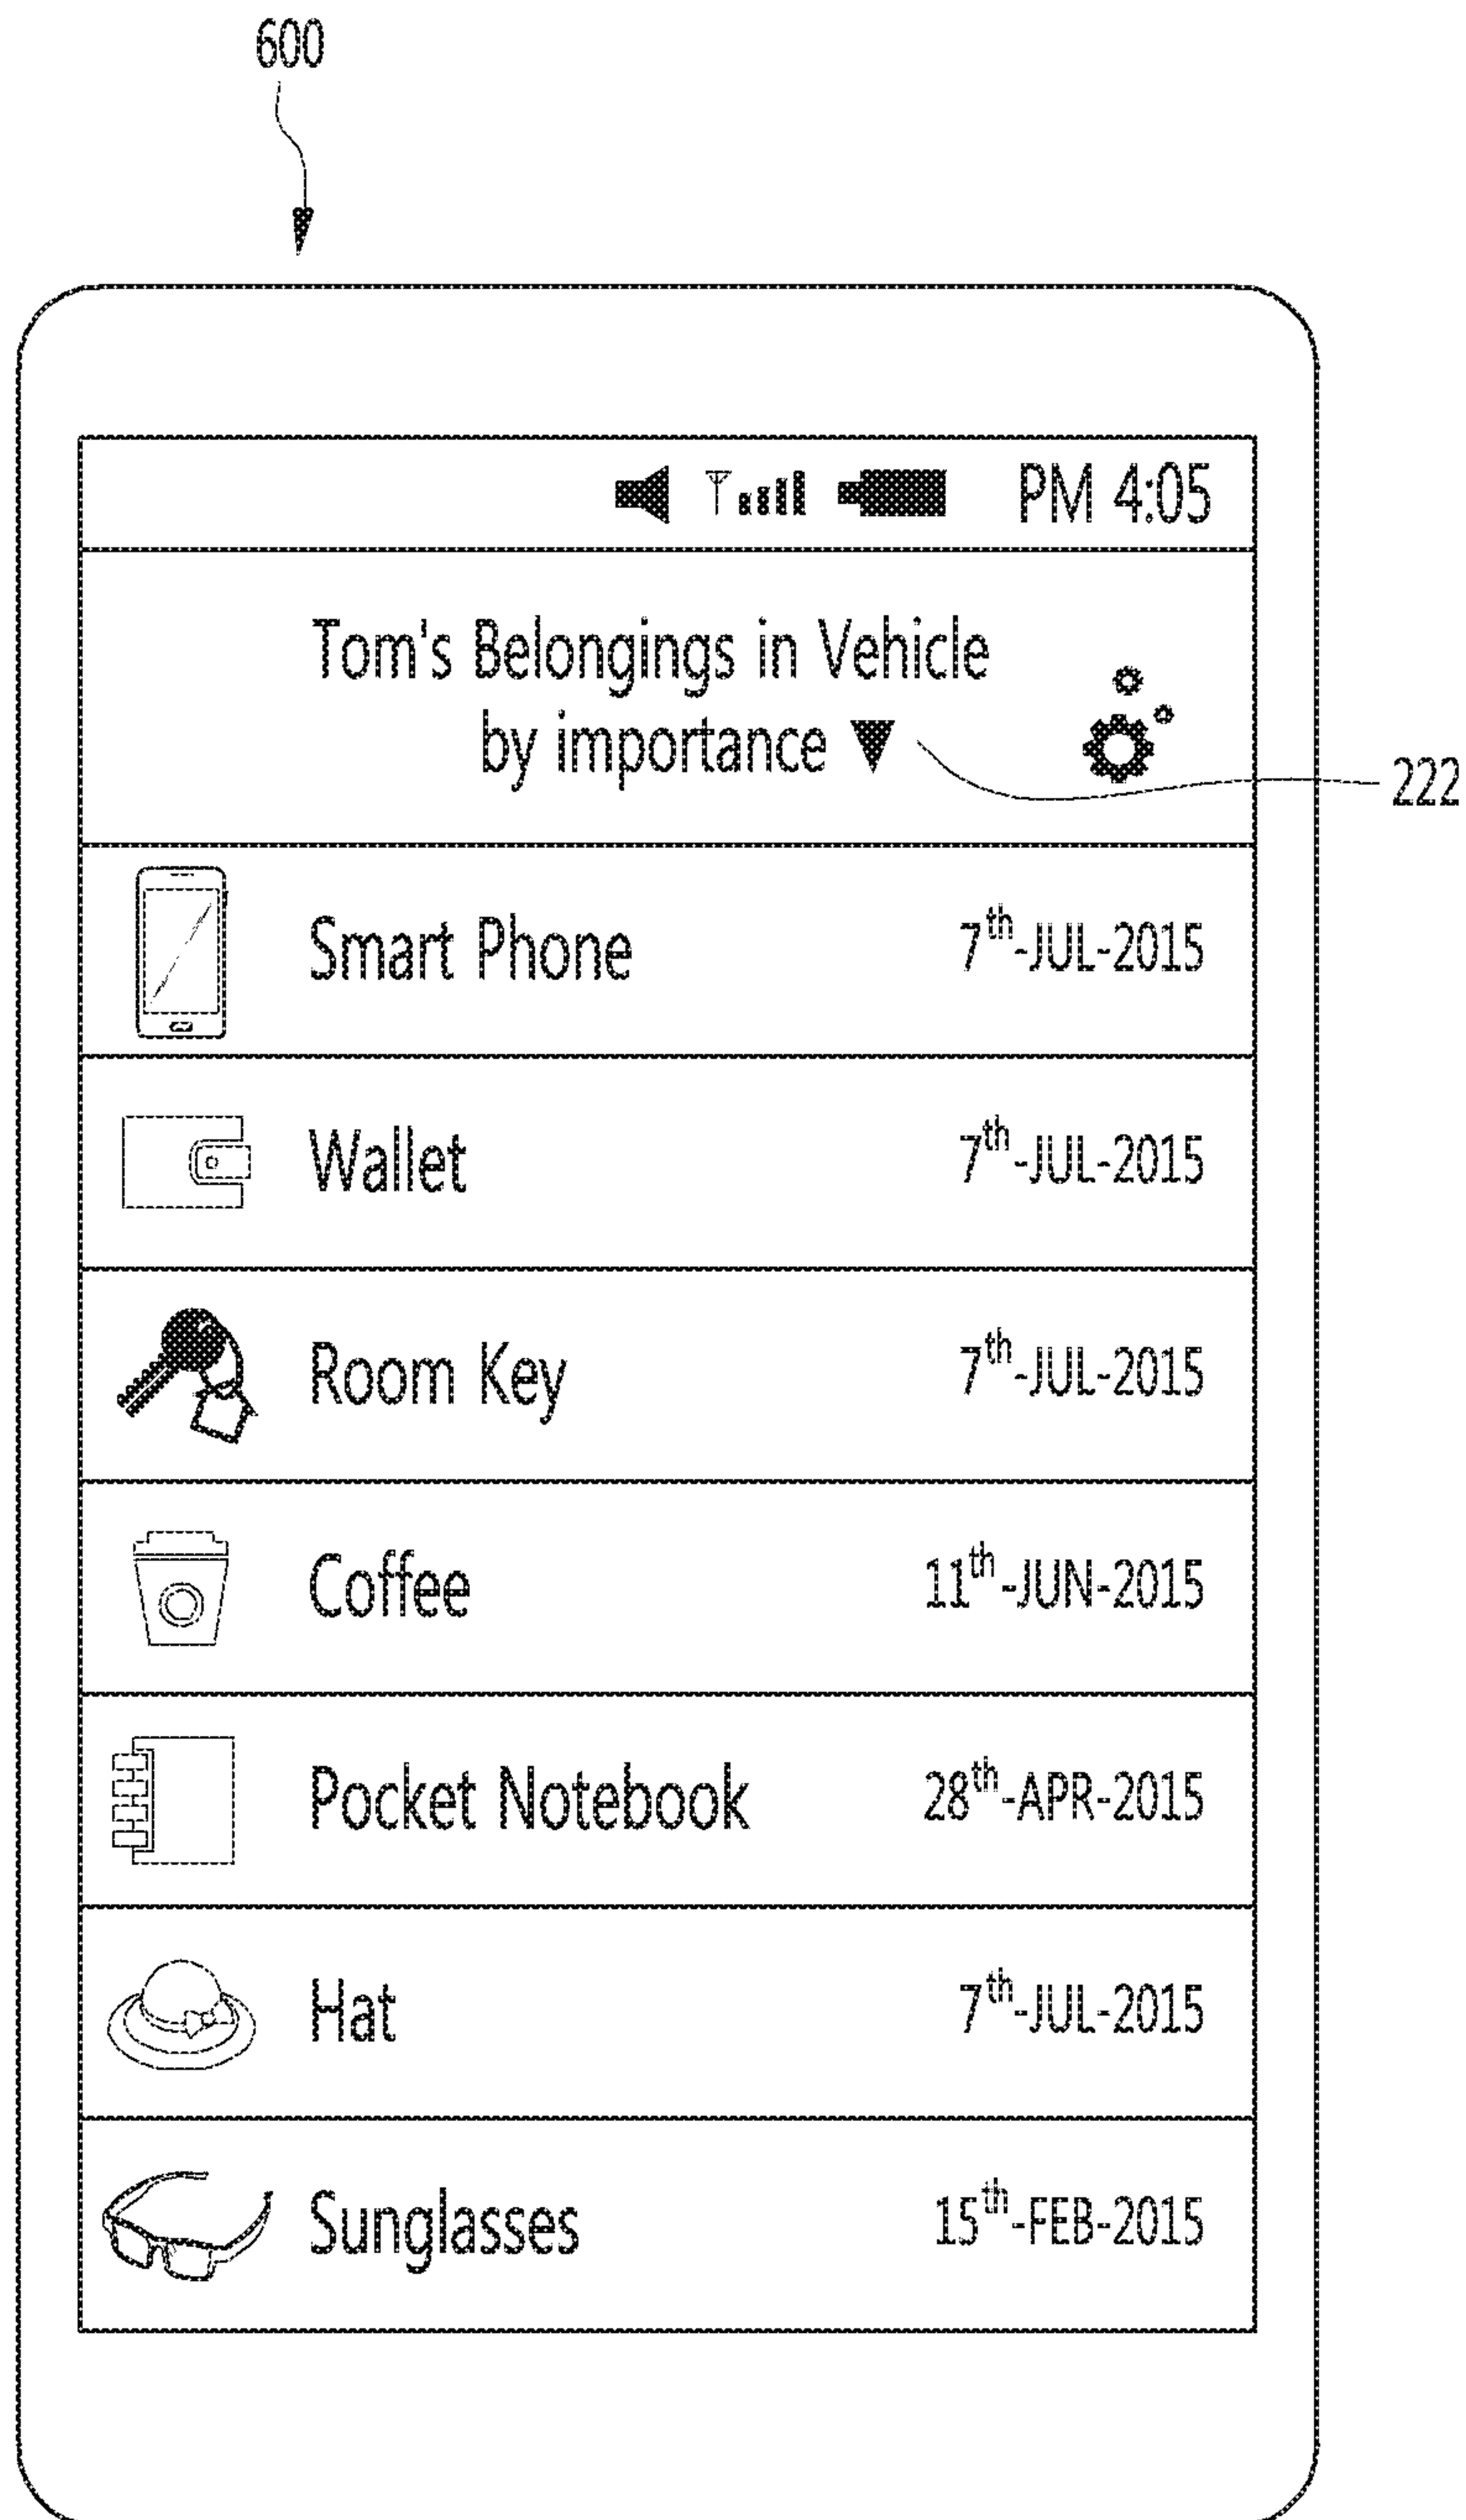 600
PM 4:05
Tom's Belongings in Vehicle
by importance ▼
222
Smart Phone 7th-JUL-2015
Wallet 7th-JUL-2015
Room Key 7th-JUL-2015
Coffee 11th-JUN-2015
Pocket Notebook 28th-APR-2015
Hat 7th-JUL-2015
Sunglasses 15th-FEB-2015